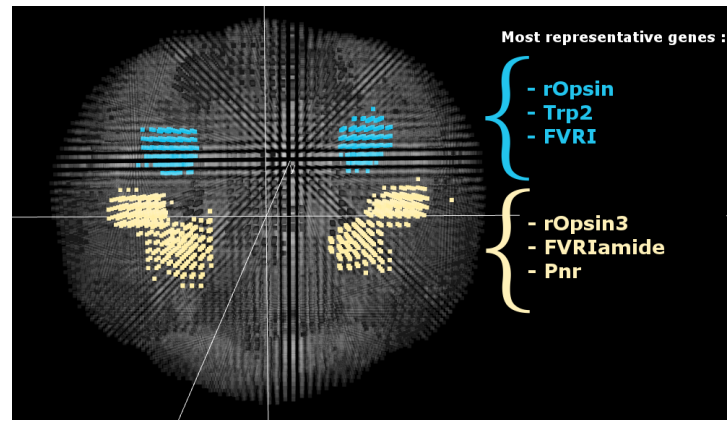 Most representative genes :
- rOpsin
- Trp2
- FVRI
- rOpsin3
- FVRIamide
- Pnr